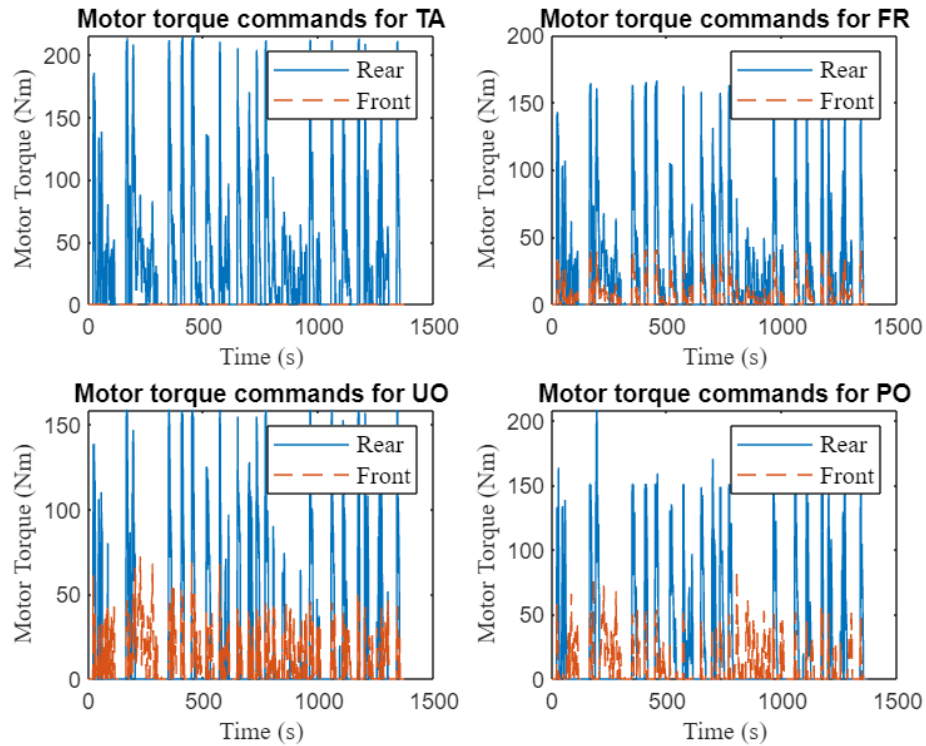 Motor torque commands for TA
Motor Torque (Nm)
200
150
100
50
0
Rear
Front
0
500
1000
1500
Time (s)
Motor torque commands for FR
Motor Torque (Nm)
200
150
100
50
0
Rear
Front
0
500
1000
1500
Time (s)
Motor torque commands for UO
Motor Torque (Nm)
150
100
50
0
Rear
Front
0
500
1000
1500
Time (s)
Motor torque commands for PO
Motor Torque (Nm)
200
150
100
50
0
Rear
Front
0
500
1000
1500
Time (s)